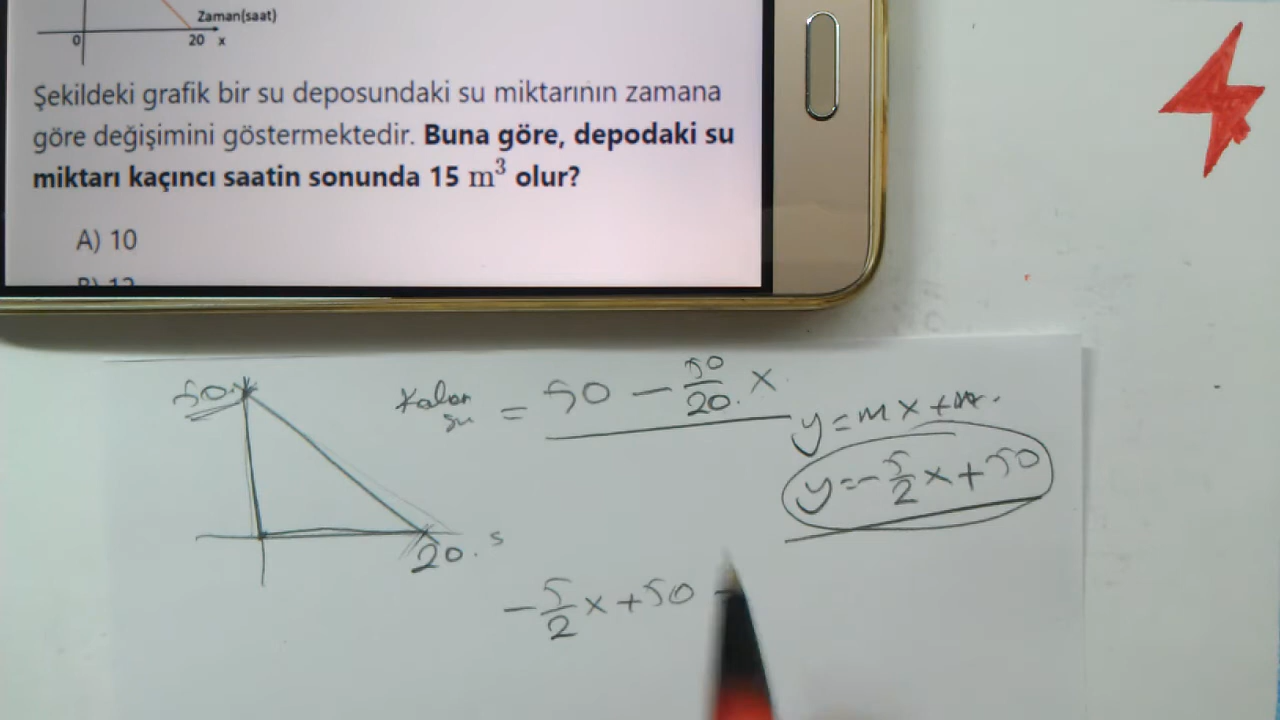 Zaman(saat)
0 20 x
Şekildeki grafik bir su deposundaki su miktarının zamana
göre değişimini göstermektedir. Buna göre, depodaki su
miktarı kaçıncı saatin sonunda 15 m³ olur?
A) 10
B) 12
50
Kalan su = 50 - 50/20 . x
y = mx + n.
y = -5/2 x + 50
20. s
-5/2 x + 50